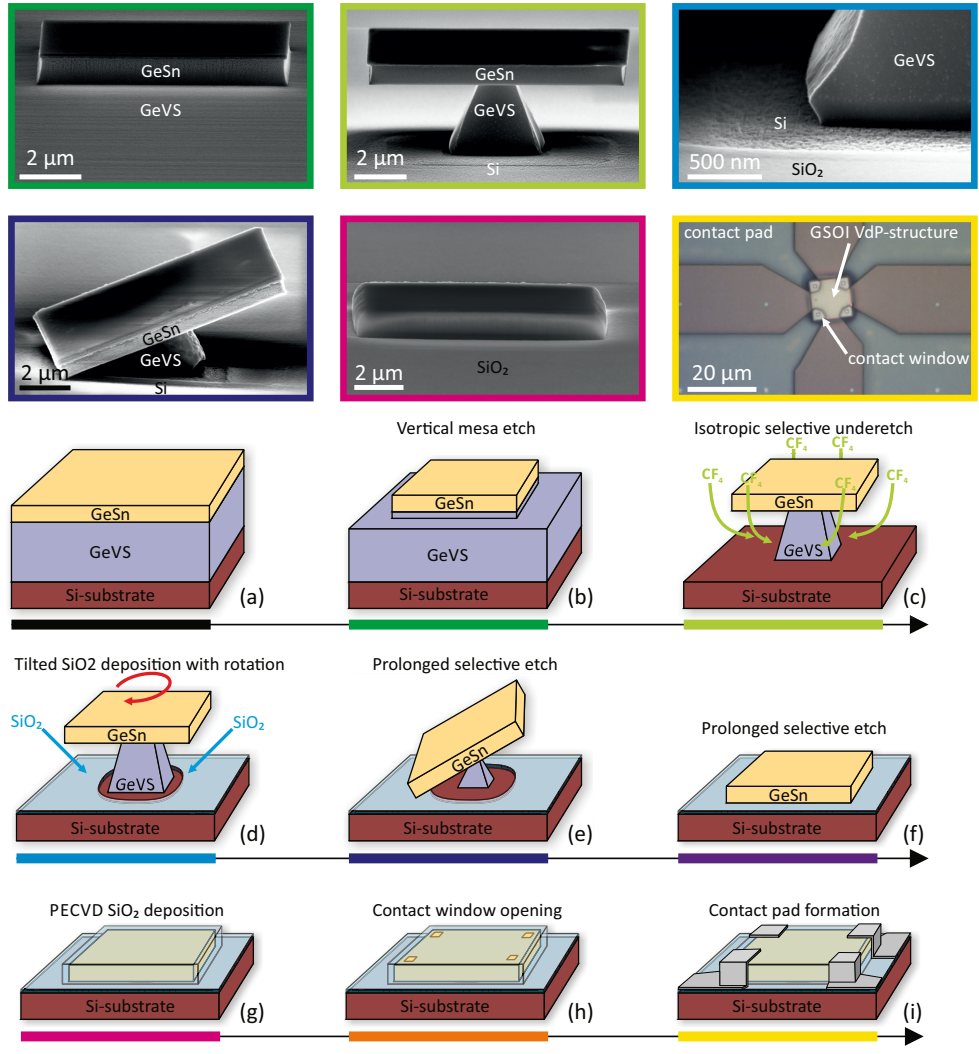 GeSn
GeVS
2 µm
GeSn
GeVS
2 µm
Si
GeVS
Si
500 nm
SiO₂
GeSn
GeVS
2 µm
Si
2 µm
SiO₂
contact pad
GSOI VdP-structure
contact window
20 µm
GeSn
GeVS
Si-substrate
(a)
Vertical mesa etch
GeSn
GeVS
Si-substrate
(b)
Isotropic selective underetch
CF₄ CF₄
CF₄ CF₄ CF₄ CF₄
GeSn
GeVS
Si-substrate
(c)
Tilted SiO2 deposition with rotation
SiO₂ SiO₂
GeSn
GeVS
Si-substrate
(d)
Prolonged selective etch
GeSn
Si-substrate
(e)
Prolonged selective etch
GeSn
Si-substrate
(f)
PECVD SiO₂ deposition
Si-substrate
(g)
Contact window opening
Si-substrate
(h)
Contact pad formation
Si-substrate
(i)